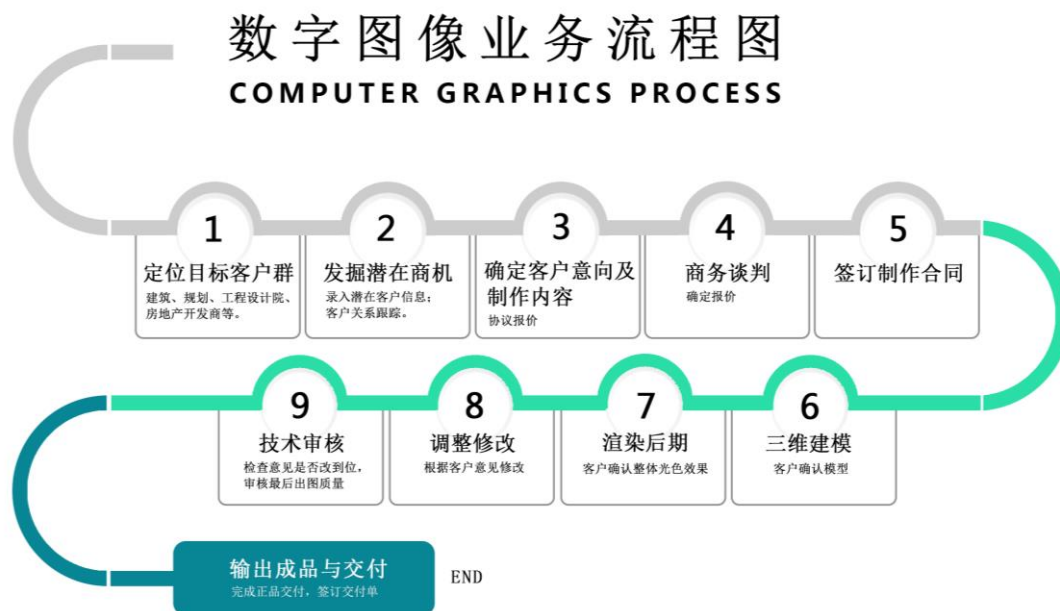 数字图像业务流程图
COMPUTER GRAPHICS PROCESS
1
定位目标客户群
建筑、规划、工程设计院、
房地产开发商等。
2
发掘潜在商机
录入潜在客户信息；
客户关系跟踪。
3
确定客户意向及
制作内容
协议报价
4
商务谈判
确定报价
5
签订制作合同
6
三维建模
客户确认模型
7
渲染后期
客户确认整体光色效果
8
调整修改
根据客户意见修改
9
技术审核
检查意见是否改到位，
审核最后出图质量
输出成品与交付
完成正品交付，签订交付单
END